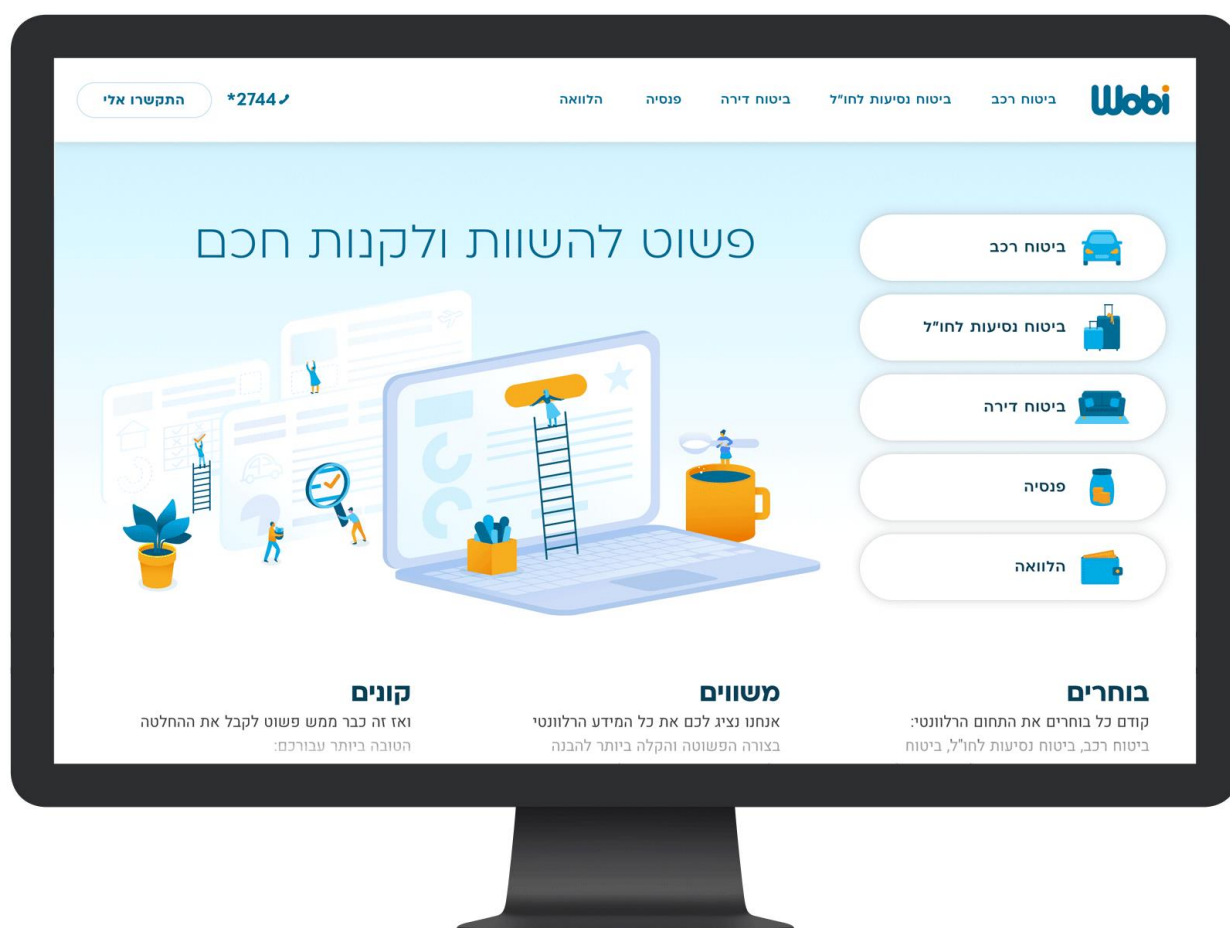 Wobi
ביטוח רכב
ביטוח נסיעות לחו"ל
ביטוח דירה
פנסיה
הלוואה
*2744
התקשרו אלי
פשוט להשוות ולקנות חכם
ביטוח רכב
ביטוח נסיעות לחו"ל
ביטוח דירה
פנסיה
הלוואה
בוחרים
קודם כל בוחרים את התחום הרלוונטי:
ביטוח רכב, ביטוח נסיעות לחו"ל, ביטוח
משווים
אנחנו נציג לכם את כל המידע הרלוונטי
בצורה הפשוטה והקלה ביותר להבנה
קונים
ואז זה כבר ממש פשוט לקבל את ההחלטה
הטובה ביותר עבורכם: